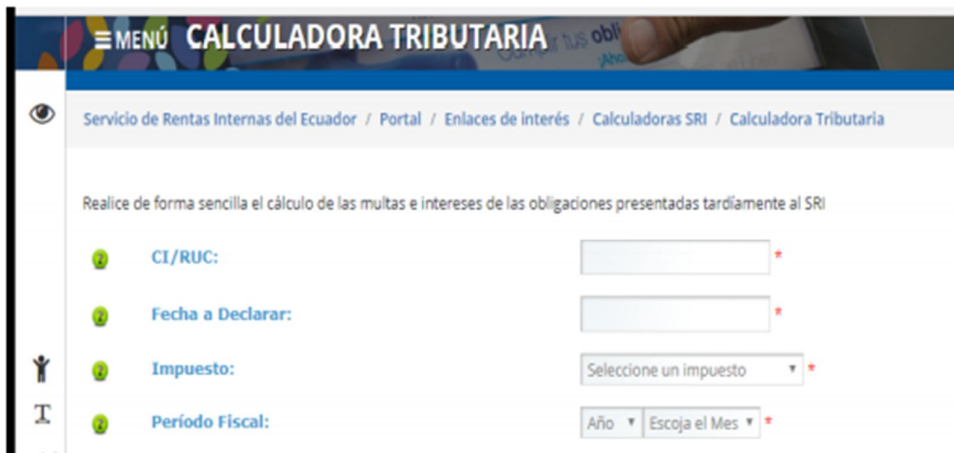 ≡ MENÚ CALCULADORA TRIBUTARIA
Servicio de Rentas Internas del Ecuador / Portal / Enlaces de interés / Calculadoras SRI / Calculadora Tributaria
Realice de forma sencilla el cálculo de las multas e intereses de las obligaciones presentadas tardíamente al SRI
CI/RUC: *
Fecha a Declarar: *
Impuesto: Seleccione un impuesto *
Período Fiscal: Año Escoja el Mes *